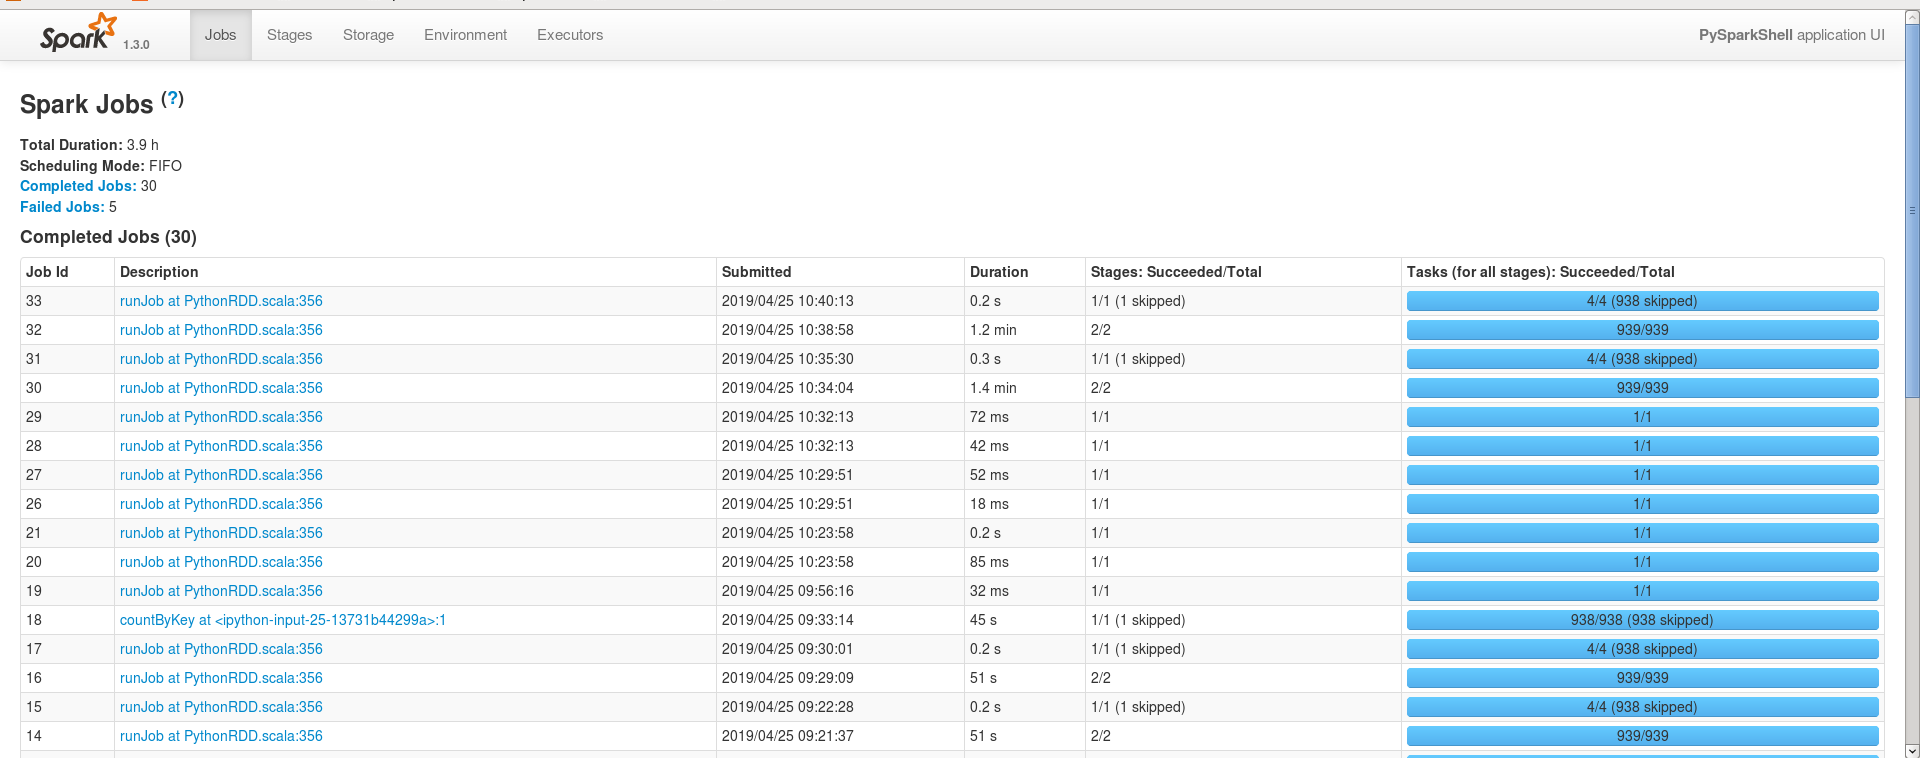 Spark 1.3.0 Jobs Stages Storage Environment Executors PySparkShell application UI
Spark Jobs (?)
Total Duration: 3.9 h
Scheduling Mode: FIFO
Completed Jobs: 30
Failed Jobs: 5
Completed Jobs (30)
Job Id Description Submitted Duration Stages: Succeeded/Total Tasks (for all stages): Succeeded/Total
33 runJob at PythonRDD.scala:356 2019/04/25 10:40:13 0.2 s 1/1 (1 skipped) 4/4 (938 skipped)
32 runJob at PythonRDD.scala:356 2019/04/25 10:38:58 1.2 min 2/2 939/939
31 runJob at PythonRDD.scala:356 2019/04/25 10:35:30 0.3 s 1/1 (1 skipped) 4/4 (938 skipped)
30 runJob at PythonRDD.scala:356 2019/04/25 10:34:04 1.4 min 2/2 939/939
29 runJob at PythonRDD.scala:356 2019/04/25 10:32:13 72 ms 1/1 1/1
28 runJob at PythonRDD.scala:356 2019/04/25 10:32:13 42 ms 1/1 1/1
27 runJob at PythonRDD.scala:356 2019/04/25 10:29:51 52 ms 1/1 1/1
26 runJob at PythonRDD.scala:356 2019/04/25 10:29:51 18 ms 1/1 1/1
21 runJob at PythonRDD.scala:356 2019/04/25 10:23:58 0.2 s 1/1 1/1
20 runJob at PythonRDD.scala:356 2019/04/25 10:23:58 85 ms 1/1 1/1
19 runJob at PythonRDD.scala:356 2019/04/25 09:56:16 32 ms 1/1 1/1
18 countByKey at <ipython-input-25-13731b44299a>:1 2019/04/25 09:33:14 45 s 1/1 (1 skipped) 938/938 (938 skipped)
17 runJob at PythonRDD.scala:356 2019/04/25 09:30:01 0.2 s 1/1 (1 skipped) 4/4 (938 skipped)
16 runJob at PythonRDD.scala:356 2019/04/25 09:29:09 51 s 2/2 939/939
15 runJob at PythonRDD.scala:356 2019/04/25 09:22:28 0.2 s 1/1 (1 skipped) 4/4 (938 skipped)
14 runJob at PythonRDD.scala:356 2019/04/25 09:21:37 51 s 2/2 939/939